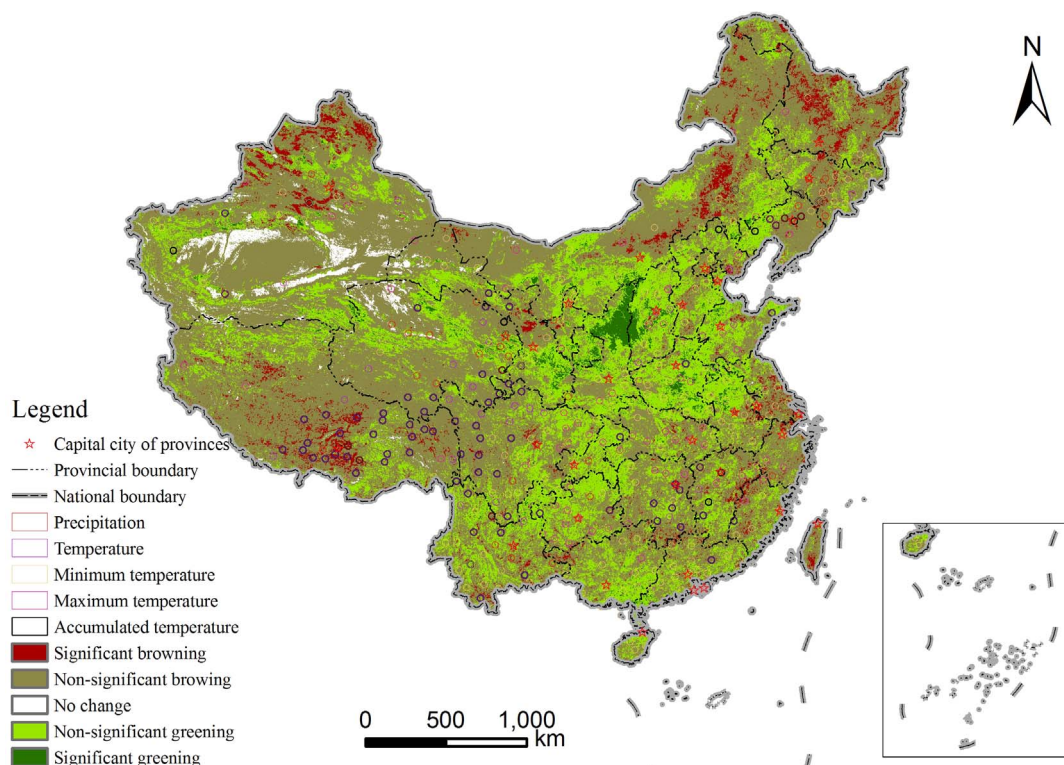 N
Legend
Capital city of provinces
Provincial boundary
National boundary
Precipitation
Temperature
Minimum temperature
Maximum temperature
Accumulated temperature
Significant browning
Non-significant browing
No change
Non-significant greening
Significant greening
0 500 1,000
km